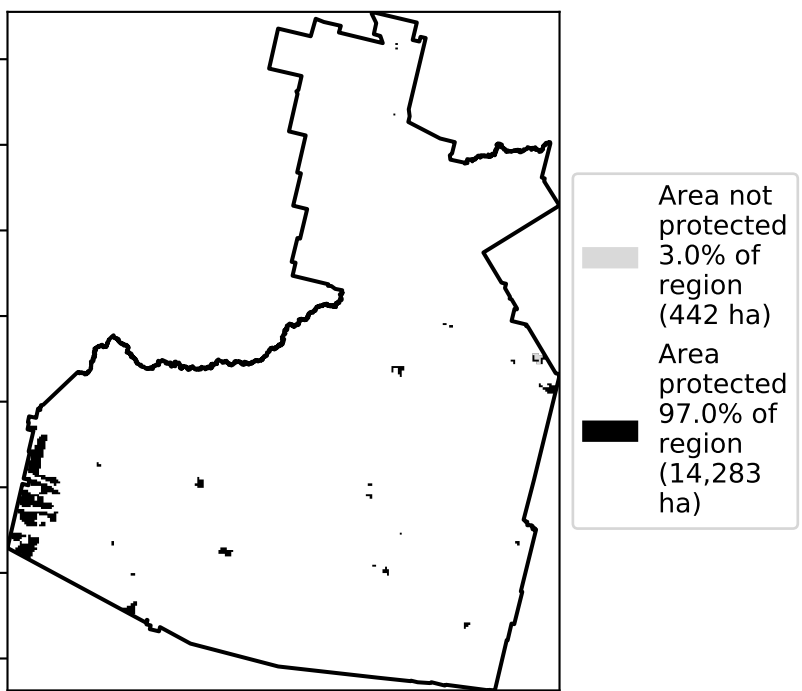 Area not
protected
3.0% of
region
(442 ha)
Area
protected
97.0% of
region
(14,283
ha)